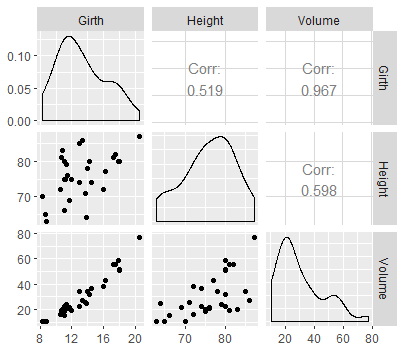 Girth Height Volume
0.10
0.05
0.00
Corr:
0.519
Corr:
0.967
Girth
80
70
Corr:
0.598
Height
80
60
40
20
Volume
8 12 16 20 70 80 20 40 60 80